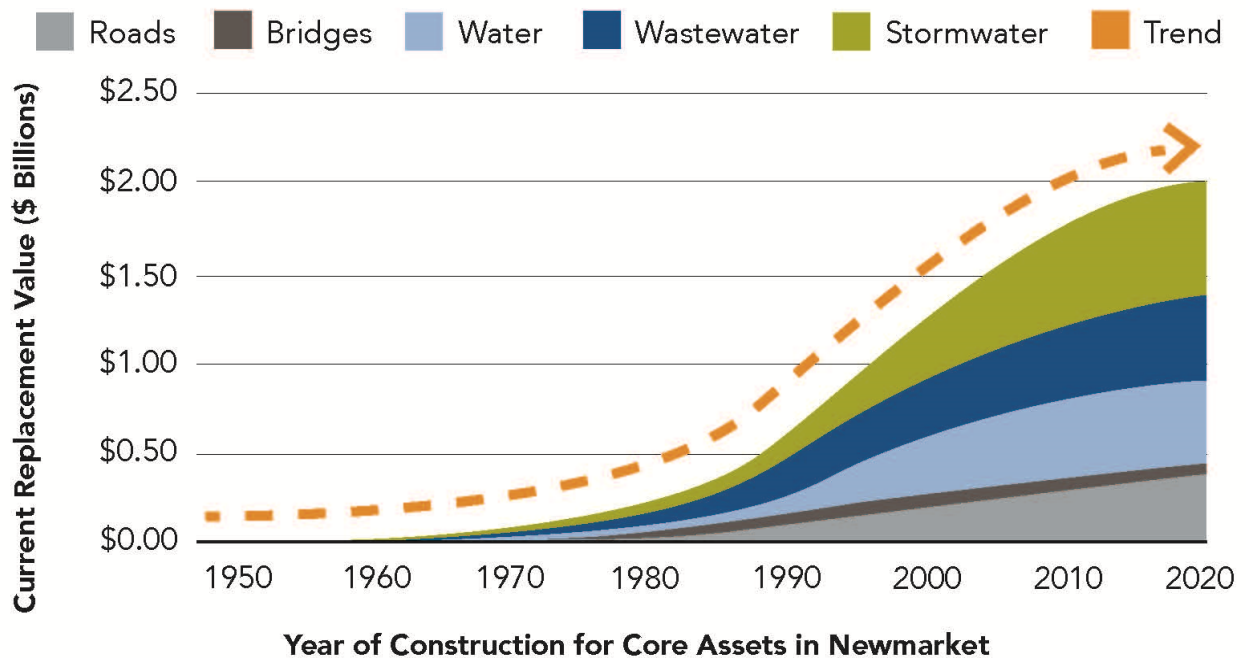 Roads Bridges Water Wastewater Stormwater Trend
Current Replacement Value ($ Billions)
$2.50
$2.00
$1.50
$1.00
$0.50
$0.00
1950 1960 1970 1980 1990 2000 2010 2020
Year of Construction for Core Assets in Newmarket